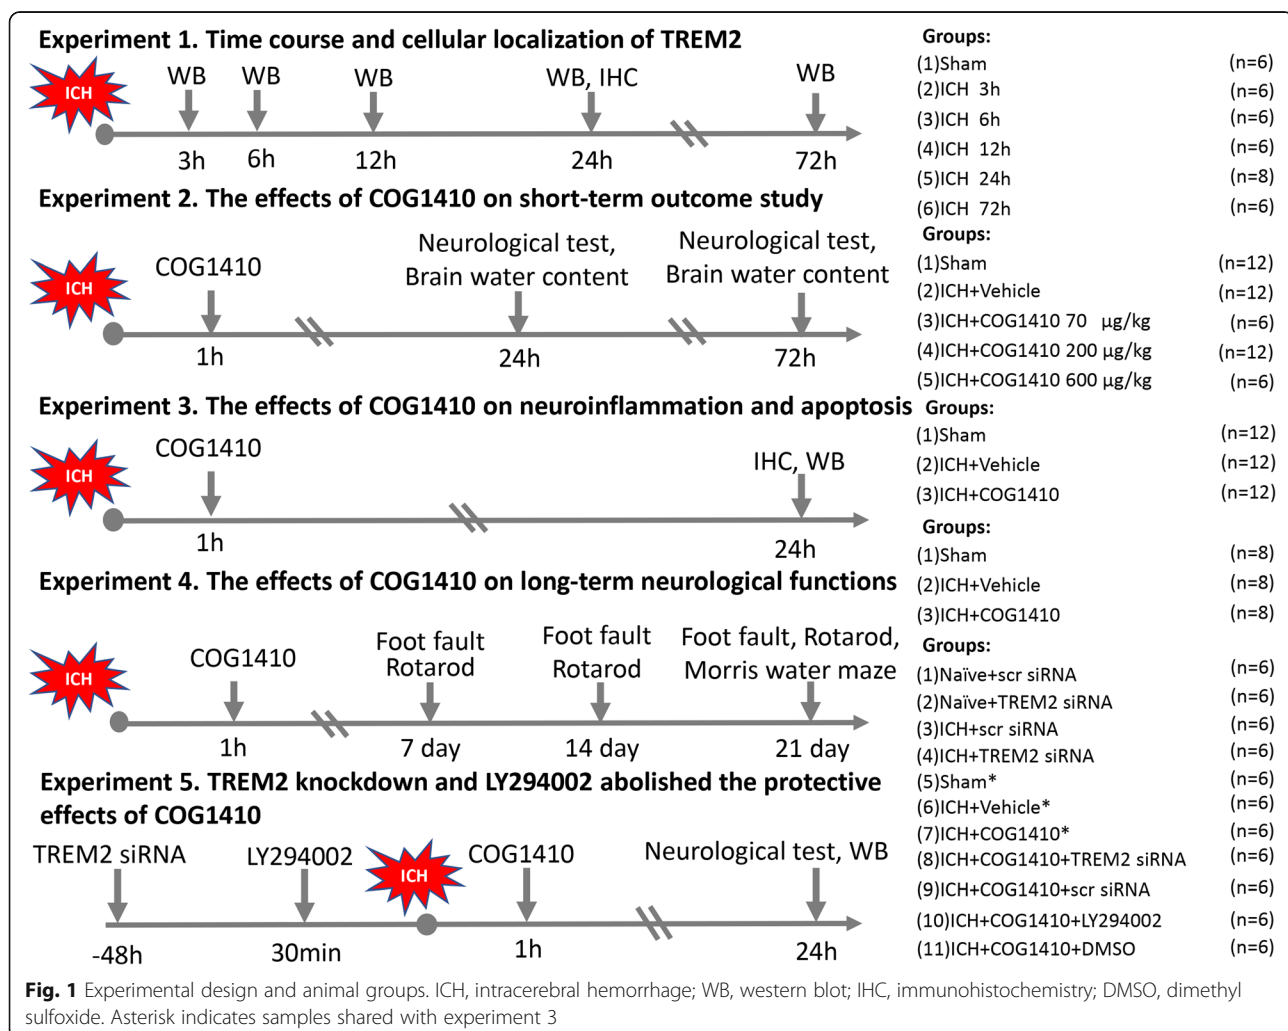 Experiment 1. Time course and cellular localization of TREM2
ICH
WB
WB
WB
WB, IHC
WB
3h
6h
12h
24h
72h
Groups:
(1)Sham (n=6)
(2)ICH 3h (n=6)
(3)ICH 6h (n=6)
(4)ICH 12h (n=6)
(5)ICH 24h (n=8)
(6)ICH 72h (n=6)
Experiment 2. The effects of COG1410 on short-term outcome study
ICH
COG1410
Neurological test,
Brain water content
Neurological test,
Brain water content
1h
24h
72h
Groups:
(1)Sham (n=12)
(2)ICH+Vehicle (n=12)
(3)ICH+COG1410 70 µg/kg (n=6)
(4)ICH+COG1410 200 µg/kg (n=12)
(5)ICH+COG1410 600 µg/kg (n=6)
Experiment 3. The effects of COG1410 on neuroinflammation and apoptosis
ICH
COG1410
IHC, WB
1h
24h
Groups:
(1)Sham (n=12)
(2)ICH+Vehicle (n=12)
(3)ICH+COG1410 (n=12)
Experiment 4. The effects of COG1410 on long-term neurological functions
ICH
COG1410
Foot fault
Rotarod
Foot fault
Rotarod
Foot fault, Rotarod,
Morris water maze
1h
7 day
14 day
21 day
Groups:
(1)Sham (n=8)
(2)ICH+Vehicle (n=8)
(3)ICH+COG1410 (n=8)
Experiment 5. TREM2 knockdown and LY294002 abolished the protective
effects of COG1410
TREM2 siRNA
LY294002
ICH
COG1410
Neurological test, WB
-48h
30min
1h
24h
Groups:
(1)Naïve+scr siRNA (n=6)
(2)Naïve+TREM2 siRNA (n=6)
(3)ICH+scr siRNA (n=6)
(4)ICH+TREM2 siRNA (n=6)
(5)Sham* (n=6)
(6)ICH+Vehicle* (n=6)
(7)ICH+COG1410* (n=6)
(8)ICH+COG1410+TREM2 siRNA (n=6)
(9)ICH+COG1410+scr siRNA (n=6)
(10)ICH+COG1410+LY294002 (n=6)
(11)ICH+COG1410+DMSO (n=6)
Fig. 1 Experimental design and animal groups. ICH, intracerebral hemorrhage; WB, western blot; IHC, immunohistochemistry; DMSO, dimethyl
sulfoxide. Asterisk indicates samples shared with experiment 3